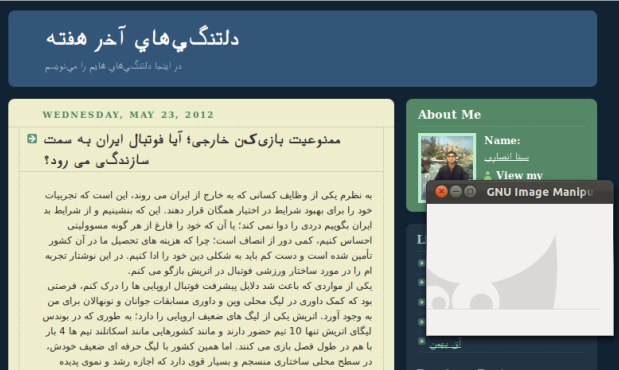 دلتنگي‌هاي آخر هفته
در اينجا دلتنگي‌هاي هايم را مي‌نويسم
WEDNESDAY, MAY 23, 2012
ممنوعیت بازیکن خارجی؛ آیا فوتبال ایران به سمت
سازندگی می رود؟
به نظرم یکی از وظایف کسانی که به خارج از ایران می روند، این است که تجربیات
خود را برای بهبود شرایط در اختیار همگان قرار دهند. این که بنشینیم و از شرایط بد
ایران بگوییم دردی را دوا نمی کند؛ یا آن که خود را فارغ از هر گونه مسوولیتی
احساس کنیم، کمی دور از انصاف است؛ چرا که هزینه های تحصیل ما در آن کشور
تأمین شده است و دست کم باید به شکلی دین خود را ادا کنیم. در این نوشتار تجربه
ام را در مورد ساختار ورزشی فوتبال در اتریش بازگو می کنم.
یکی از مواردی که باعث شد دلایل پیشرفت فوتبال اروپایی ها را درک کنم، فرصتی
بود که کمک داوری در لیگ محلی وین و داوری مسابقات جوانان و نونهالان برای من
به وجود آورد. اتریش یکی از لیگ های ضعیف اروپایی را دارد؛ به طوری که در بوندس
لیگای اتریش تنها 10 تیم حضور دارند و مانند کشورهایی مانند اسکاتلند تیم ها 4 بار
با هم در طول فصل بازی می کنند. اما همین کشور با لیگ حرفه ای ضعیف خودش،
در سطح محلی ساختاری منسجم و بسیار قوی دارد که اجازه رشد و نموی پدیده
About Me
Name:
سينا انصاري
View my
GNU Image Manipu